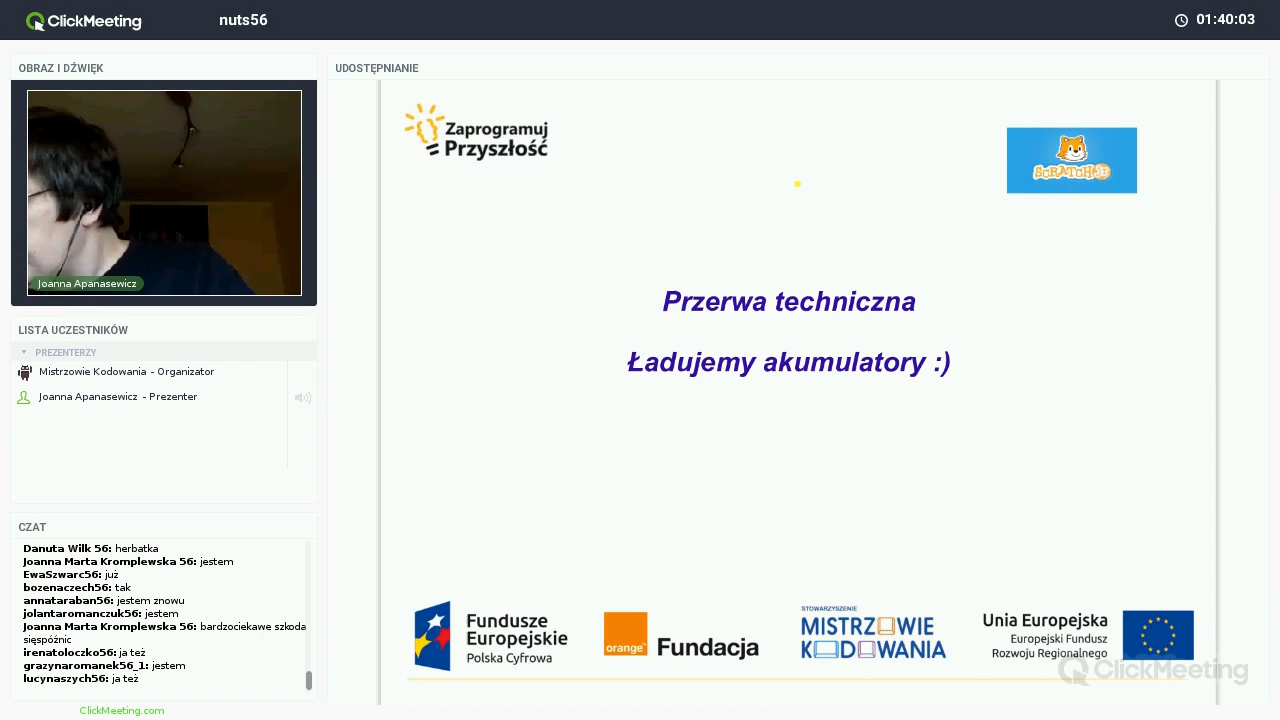 ClickMeeting
nuts56
01:40:03
OBRAZ I DŹWIĘK
Joanna Apanasewicz
LISTA UCZESTNIKÓW
PREZENTERZY
Mistrzowie Kodowania - Organizator
Joanna Apanasewicz - Prezenter
CZAT
Danuta Wilk 56: herbatka
Joanna Marta Kromplewska 56: jestem
EwaSzwarc56: już
bozenaczech56: tak
annataraban56: jestem znowu
jolantaromanczuk56: jestem
Joanna Marta Kromplewska 56: bardzociekawe szkoda
sięspóźnic
irenatoloczko56: ja też
grazynaromanek56_1: jestem
lucynaszych56: ja też
ClickMeeting.com
UDOSTĘPNIANIE
Zaprogramuj
Przyszłość
SCRATCH Jr
Przerwa techniczna
Ładujemy akumulatory :)
Fundusze
Europejskie
Polska Cyfrowa
orange
Fundacja
STOWARZYSZENIE
MISTRZOWIE
KODOWANIA
Unia Europejska
Europejski Fundusz
Rozwoju Regionalnego
ClickMeeting